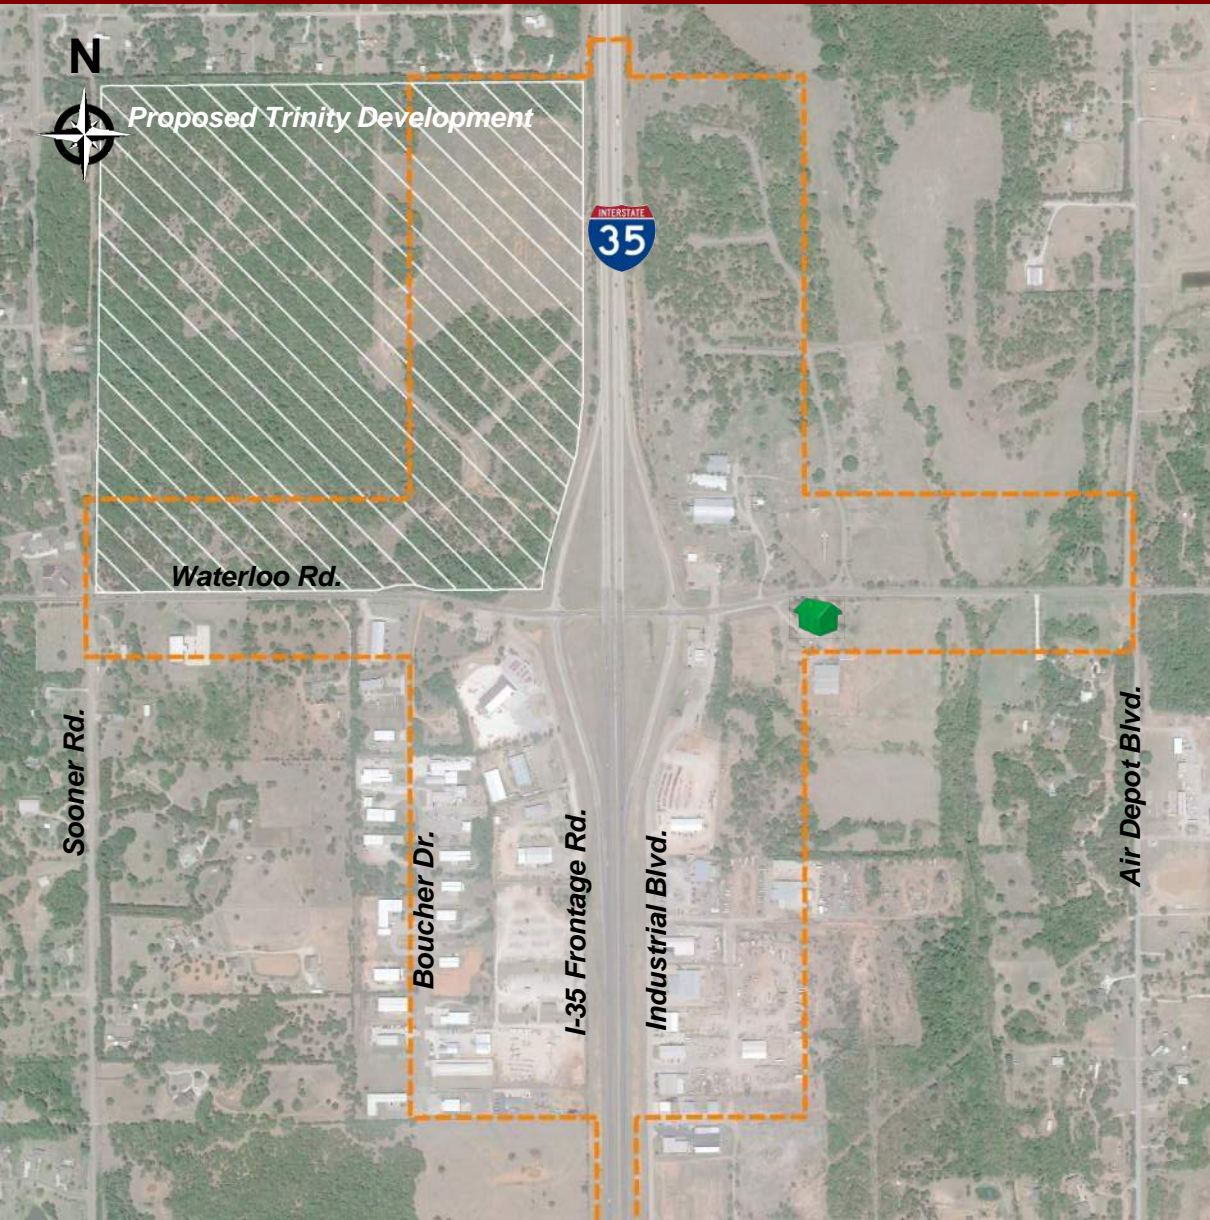 N
Proposed Trinity Development
INTERSTATE
35
Waterloo Rd.
Sooner Rd.
Boucher Dr.
I-35 Frontage Rd.
Industrial Blvd.
Air Depot Blvd.